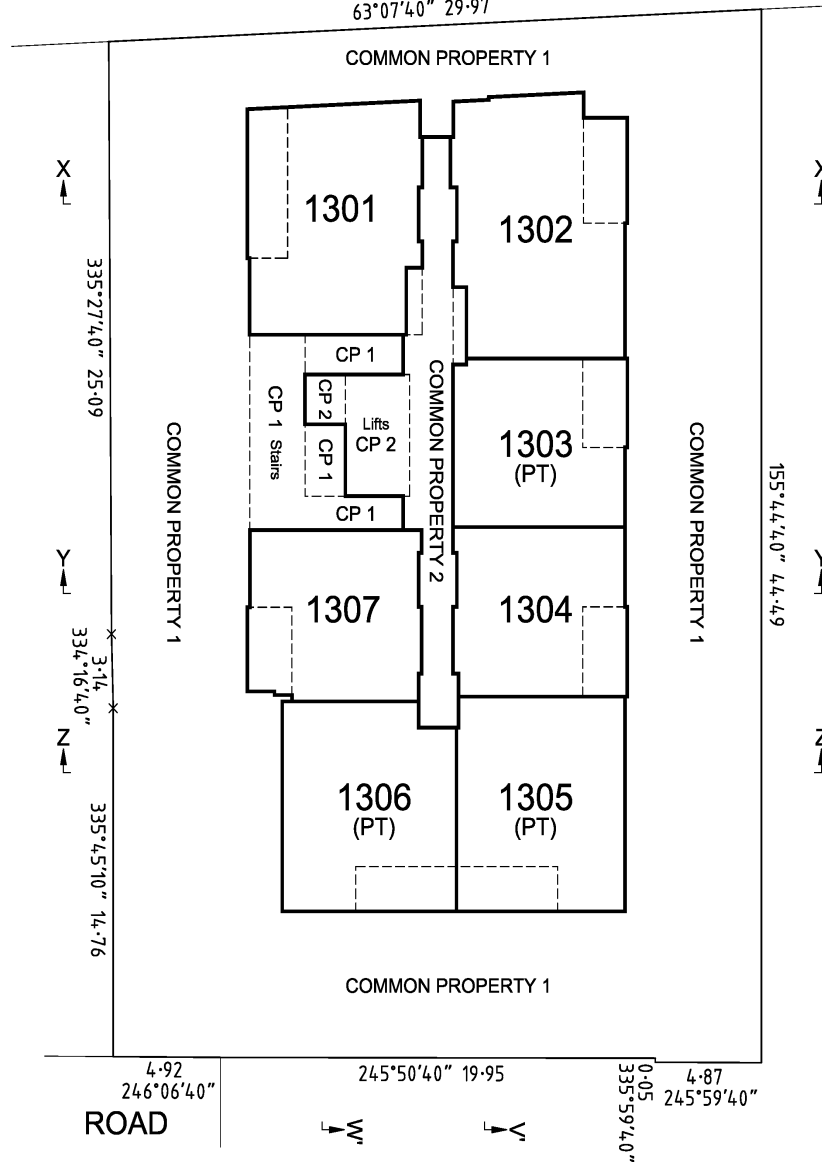 63°07'40" 29·97
COMMON PROPERTY 1
X
X
1301
1302
335°27'40" 25·09
CP 1
CP 2
Lifts
CP 2
CP 1
Stairs
CP 1
CP 1
COMMON PROPERTY 2
1303
(PT)
COMMON PROPERTY 1
COMMON PROPERTY 1
155°44'40" 44·49
Y
Y
1307
1304
3·14
334°16'40"
Z
Z
1306
(PT)
1305
(PT)
335°45'10" 14·76
COMMON PROPERTY 1
4·92
246°06'40"
245°50'40" 19·95
0·05
335°59'40"
4·87
245°59'40"
ROAD
W'
V'